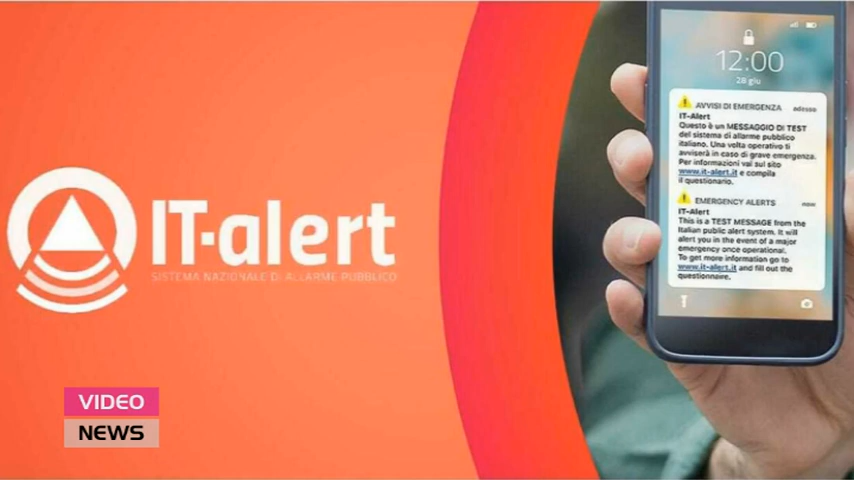 IT-alert
SISTEMA NAZIONALE DI ALLARME PUBBLICO
VIDEO
NEWS
12:00
28 giu
AVVISI DI EMERGENZA adesso
IT-Alert
Questo è un MESSAGGIO DI TEST
del sistema di allarme pubblico
italiano. Una volta operativo ti
avviserà in caso di grave emergenza.
Per informazioni vai sul sito
www.it-alert.it e compila
il questionario.
EMERGENCY ALERTS now
IT-Alert
This is a TEST MESSAGE from the
Italian public alert system. It will
alert you in the event of a major
emergency once operational.
To get more information go to
www.it-alert.it and fill out the
questionnaire.